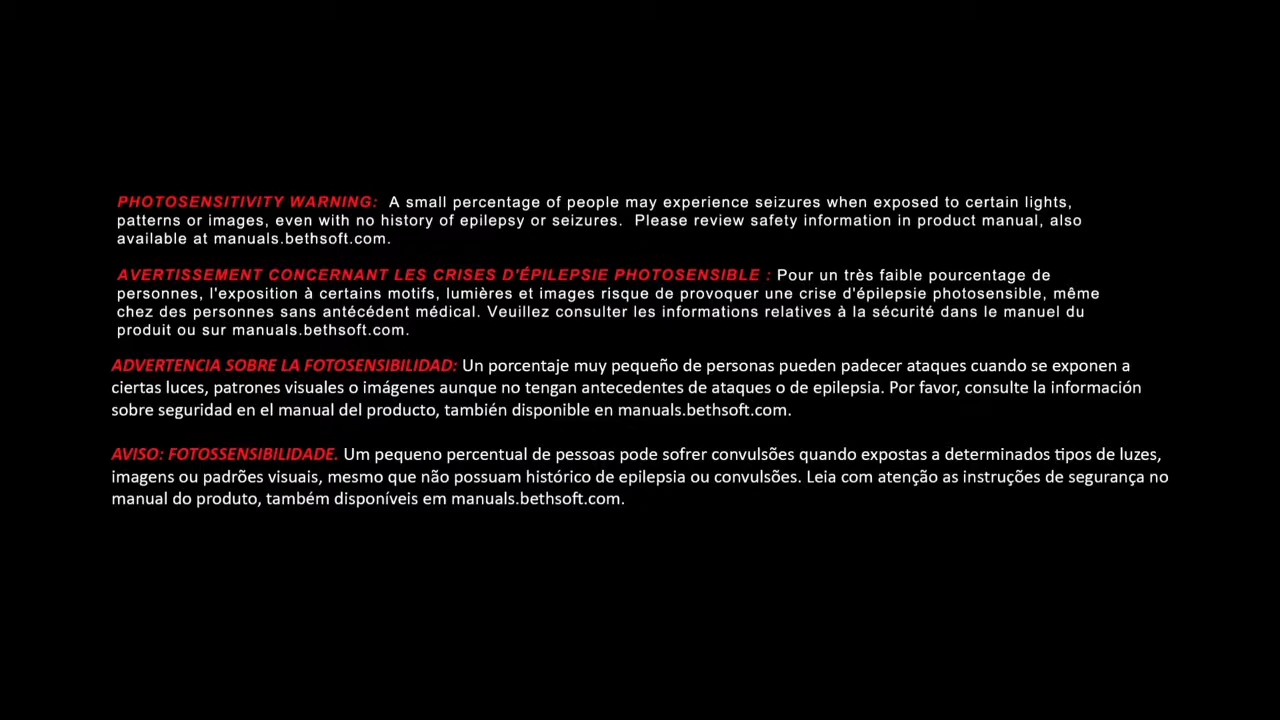 PHOTOSENSITIVITY WARNING:  A small percentage of people may experience seizures when exposed to certain lights,
patterns or images, even with no history of epilepsy or seizures.  Please review safety information in product manual, also
available at manuals.bethsoft.com.
AVERTISSEMENT CONCERNANT LES CRISES D'ÉPILEPSIE PHOTOSENSIBLE : Pour un très faible pourcentage de
personnes, l'exposition à certains motifs, lumières et images risque de provoquer une crise d'épilepsie photosensible, même
chez des personnes sans antécédent médical. Veuillez consulter les informations relatives à la sécurité dans le manuel du
produit ou sur manuals.bethsoft.com.
ADVERTENCIA SOBRE LA FOTOSENSIBILIDAD: Un porcentaje muy pequeño de personas pueden padecer ataques cuando se exponen a
ciertas luces, patrones visuales o imágenes aunque no tengan antecedentes de ataques o de epilepsia. Por favor, consulte la información
sobre seguridad en el manual del producto, también disponible en manuals.bethsoft.com.
AVISO: FOTOSSENSIBILIDADE. Um pequeno percentual de pessoas pode sofrer convulsões quando expostas a determinados tipos de luzes,
imagens ou padrões visuais, mesmo que não possuam histórico de epilepsia ou convulsões. Leia com atenção as instruções de segurança no
manual do produto, também disponíveis em manuals.bethsoft.com.